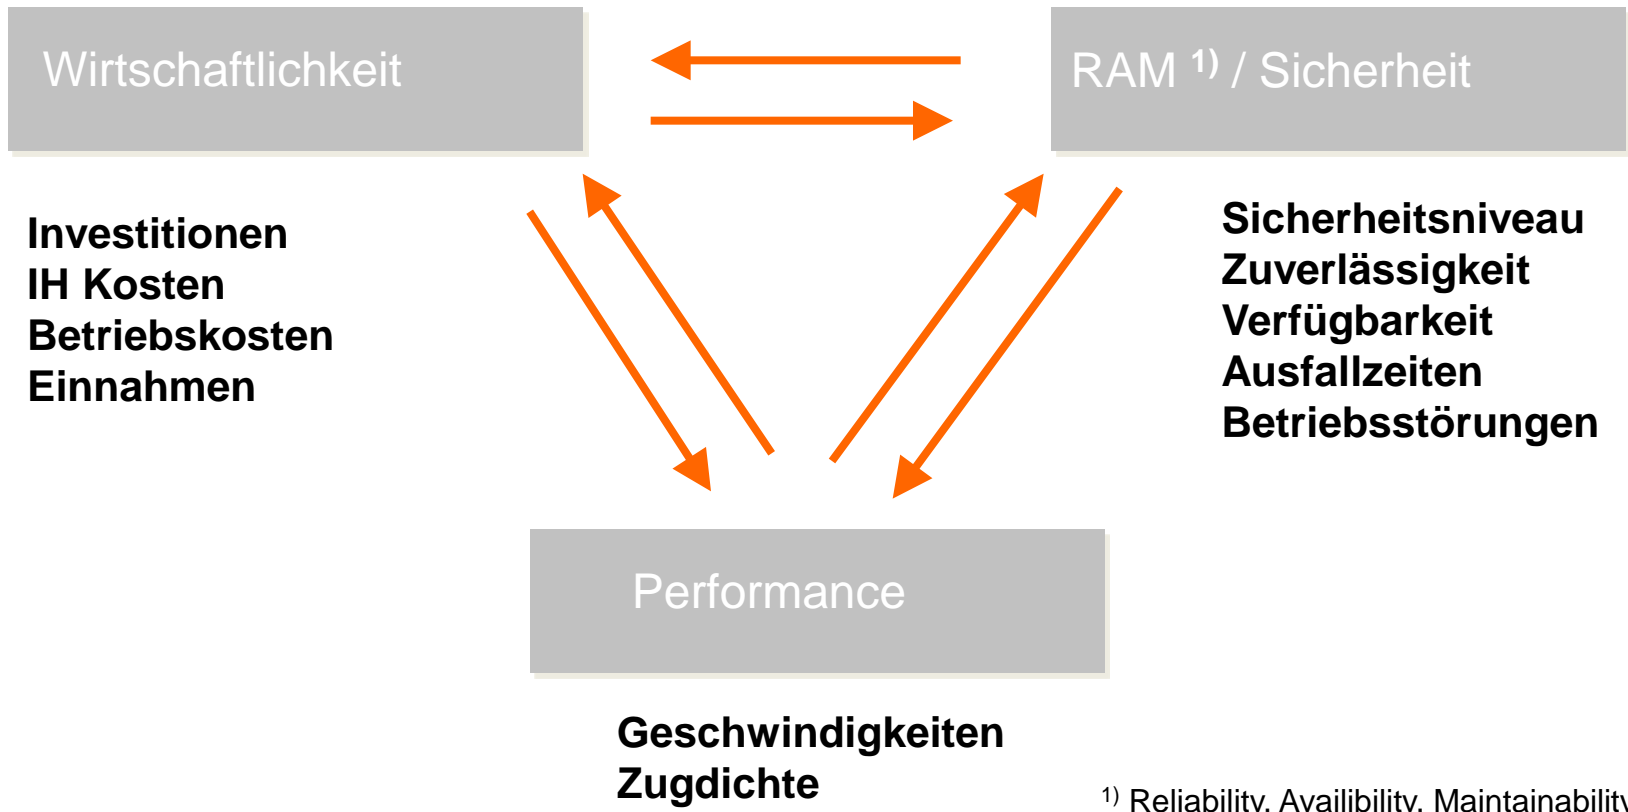 Wirtschaftlichkeit
RAM 1) / Sicherheit
Investitionen
IH Kosten
Betriebskosten
Einnahmen
Sicherheitsniveau
Zuverlässigkeit
Verfügbarkeit
Ausfallzeiten
Betriebsstörungen
Performance
Geschwindigkeiten
Zugdichte
1) Reliability, Availibility, Maintainability